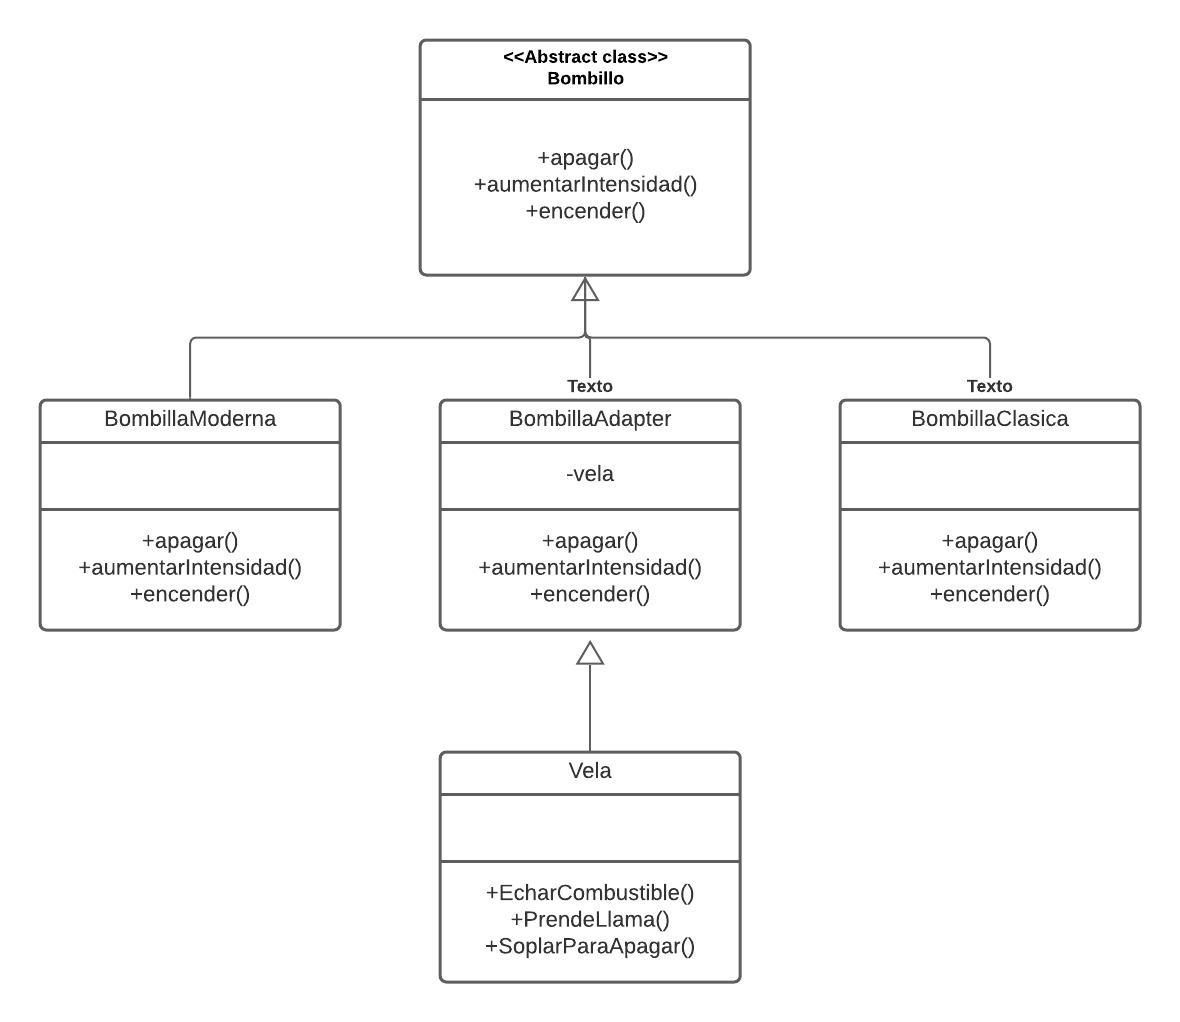 <<Abstract class>>
Bombillo
+apagar()
+aumentarIntensidad()
+encender()
BombillaModerna
+apagar()
+aumentarIntensidad()
+encender()
Texto
BombillaAdapter
-vela
+apagar()
+aumentarIntensidad()
+encender()
Texto
BombillaClasica
+apagar()
+aumentarIntensidad()
+encender()
Vela
+EcharCombustible()
+PrendeLlama()
+SoplarParaApagar()